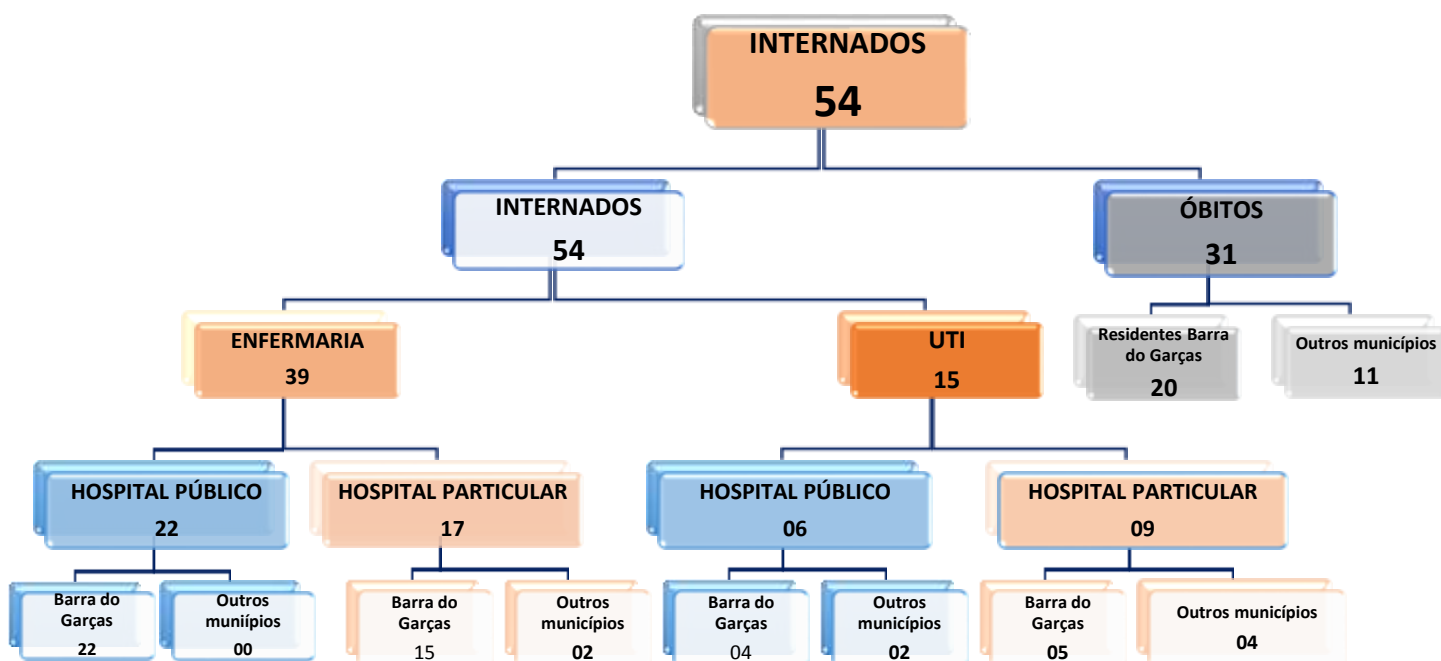 INTERNADOS
54
INTERNADOS
54
ÓBITOS
31
ENFERMARIA
39
UTI
15
Residentes Barra
do Garças
20
Outros municípios
11
HOSPITAL PÚBLICO
22
HOSPITAL PARTICULAR
17
HOSPITAL PÚBLICO
06
HOSPITAL PARTICULAR
09
Barra do
Garças
22
Outros
muniípios
00
Barra do
Garças
15
Outros
municípios
02
Barra do
Garças
04
Outros
municípios
02
Barra do
Garças
05
Outros municípios
04